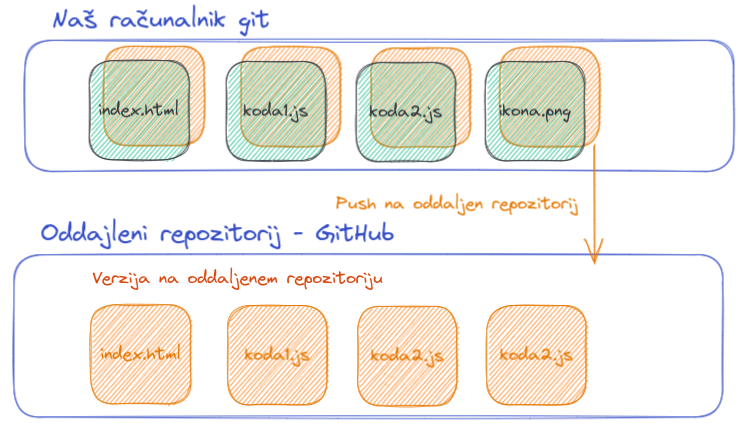 Naš računalnik git
index.html
koda1.js
koda2.js
ikona.png
Push na oddaljen repozitorij
Oddajleni repozitorij - GitHub
Verzija na oddaljenem repozitoriju
index.html
koda1.js
koda2.js
koda2.js